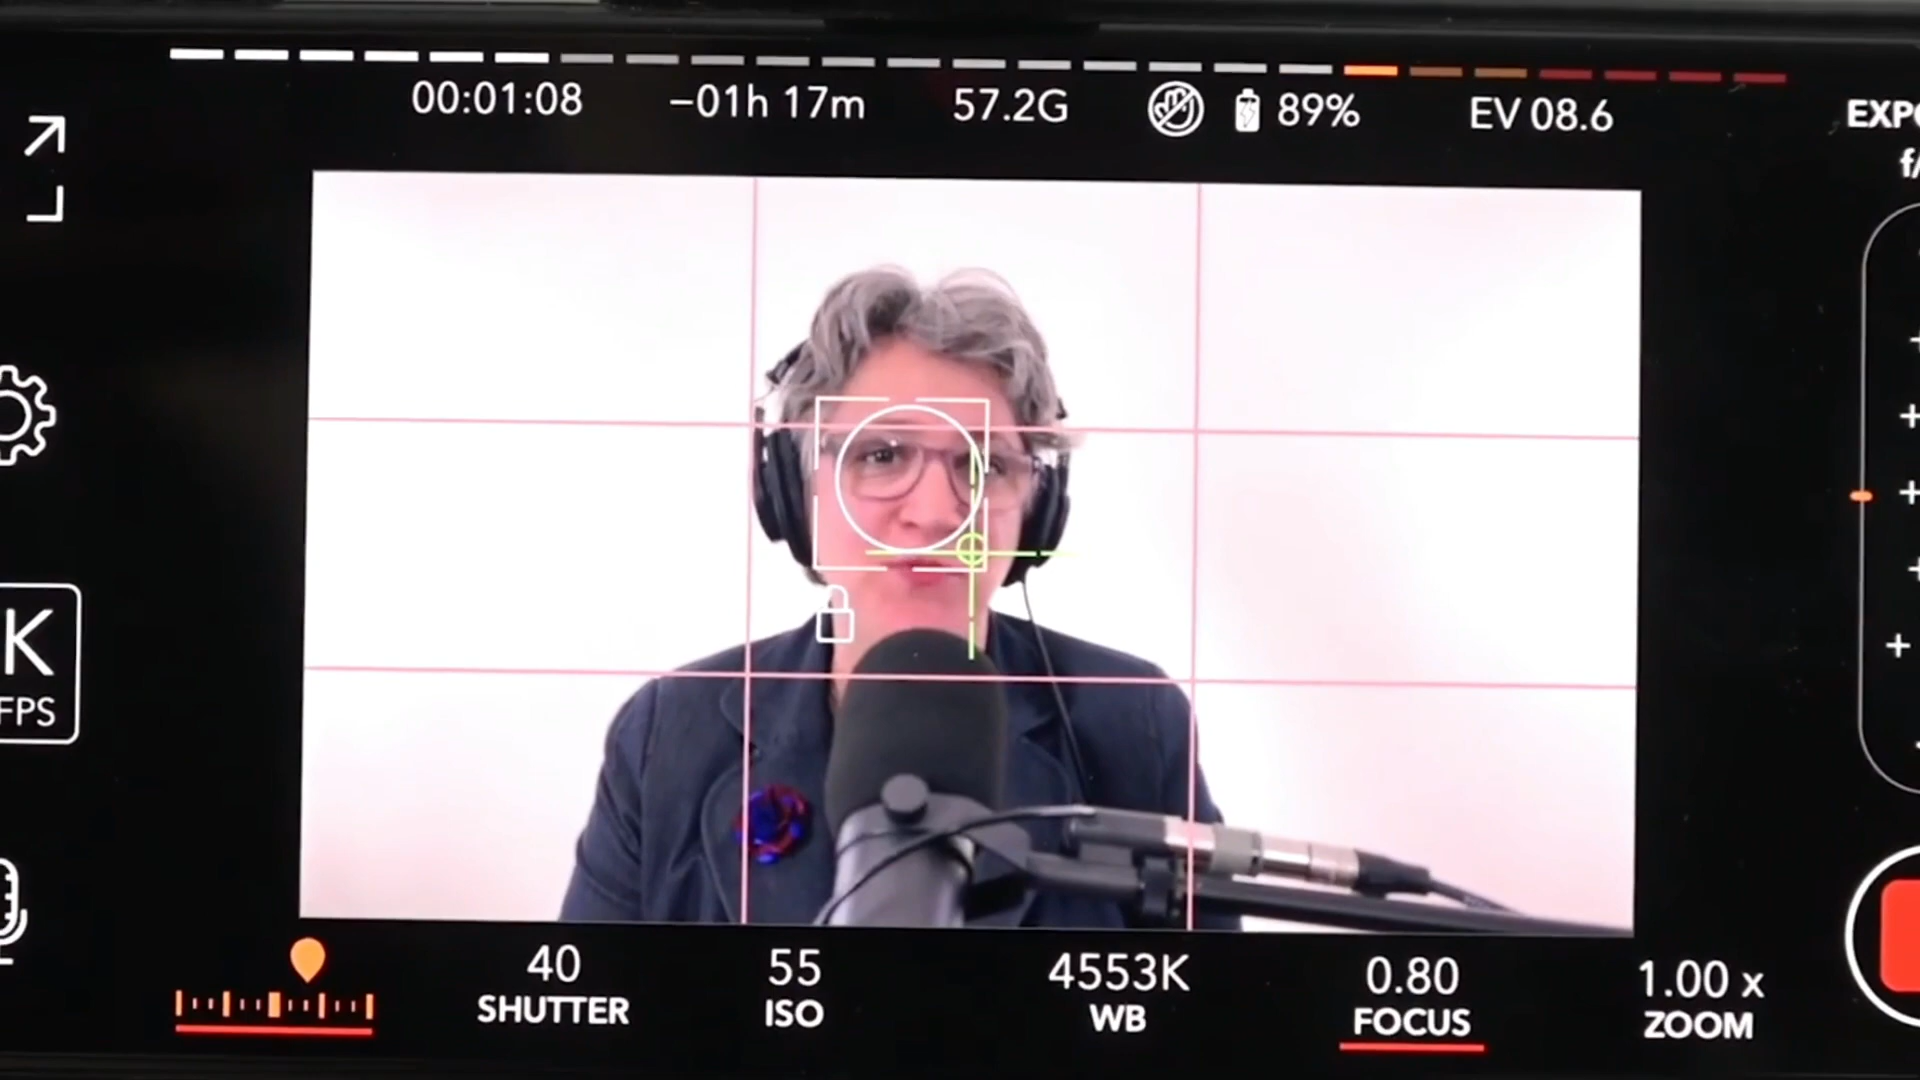 00:01:08
−01h 17m
57.2G
89%
EV 08.6
K
FPS
40
SHUTTER
55
ISO
4553K
WB
0.80
FOCUS
1.00 x
ZOOM